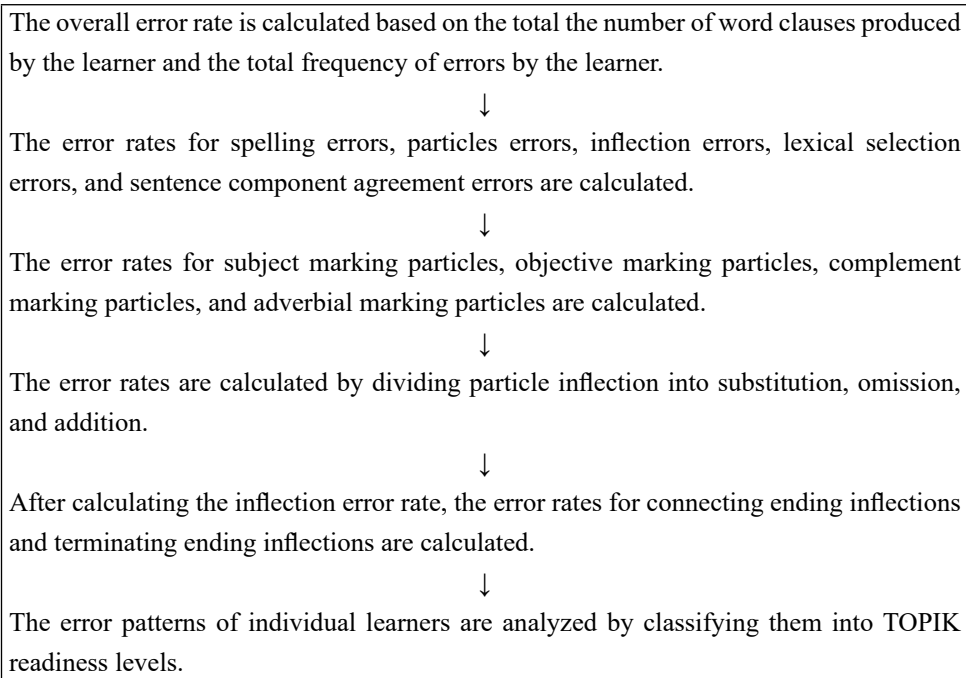 The overall error rate is calculated based on the total the number of word clauses produced
by the learner and the total frequency of errors by the learner.
↓
The error rates for spelling errors, particles errors, inflection errors, lexical selection
errors, and sentence component agreement errors are calculated.
↓
The error rates for subject marking particles, objective marking particles, complement
marking particles, and adverbial marking particles are calculated.
↓
The error rates are calculated by dividing particle inflection into substitution, omission,
and addition.
↓
After calculating the inflection error rate, the error rates for connecting ending inflections
and terminating ending inflections are calculated.
↓
The error patterns of individual learners are analyzed by classifying them into TOPIK
readiness levels.